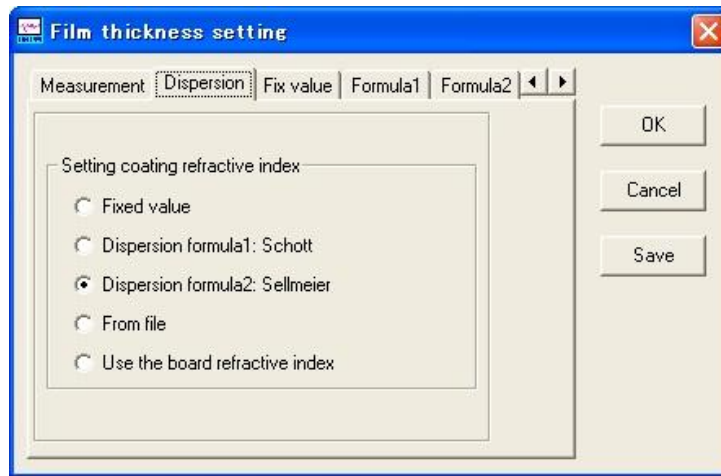 Film thickness setting
Measurement Dispersion Fix value Formula1 Formula2
Setting coating refractive index
Fixed value
Dispersion formula1: Schott
Dispersion formula2: Sellmeier
From file
Use the board refractive index
OK
Cancel
Save